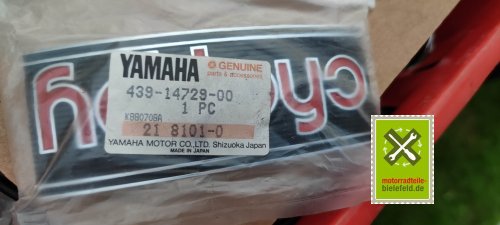 YAMAHA
GENUINE
parts & accessories
439-14729-00
1 PC
K880708A
21 8101-0
YAMAHA MOTOR CO.,LTD. Shizuoka Japan
MADE IN JAPAN
motorradteile-
bielefeld.de